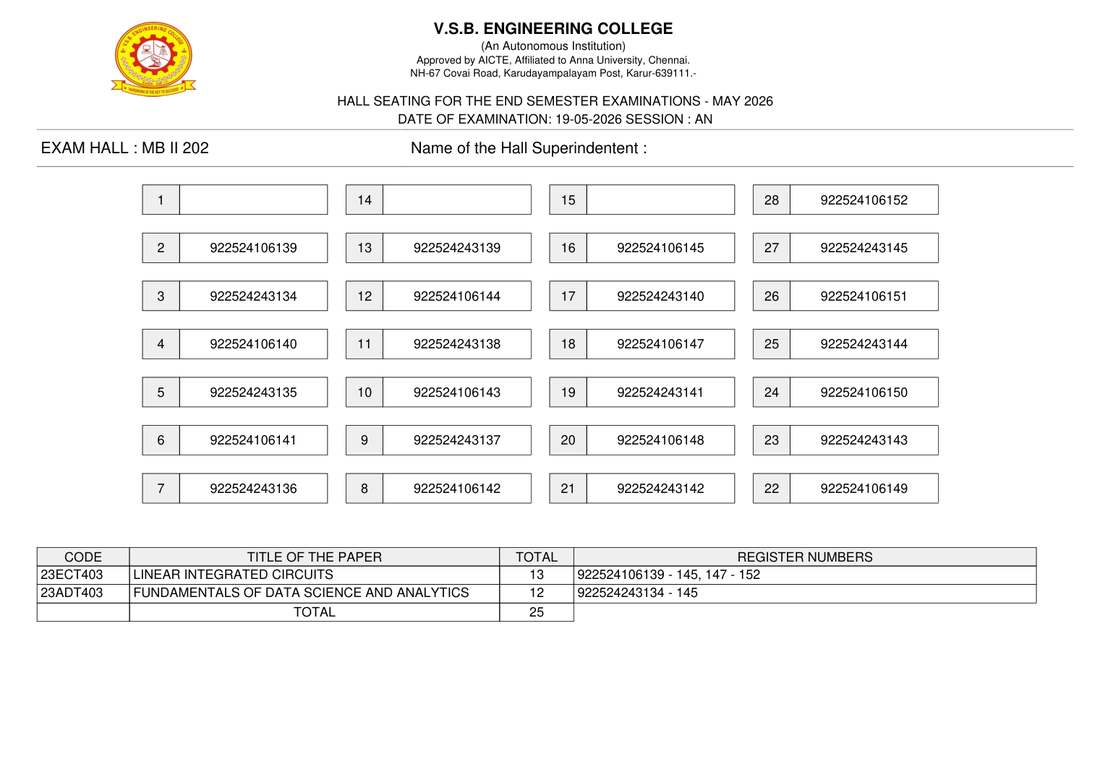 V.S.B. ENGINEERING COLLEGE
(An Autonomous Institution)
Approved by AICTE, Affiliated to Anna University, Chennai.
NH-67 Covai Road, Karudayampalayam Post, Karur-639111.-
HALL SEATING FOR THE END SEMESTER EXAMINATIONS - MAY 2026
DATE OF EXAMINATION: 19-05-2026 SESSION : AN
EXAM HALL : MB II 202 Name of the Hall Superindentent :
1 14 15 28 922524106152
2 922524106139 13 922524243139 16 922524106145 27 922524243145
3 922524243134 12 922524106144 17 922524243140 26 922524106151
4 922524106140 11 922524243138 18 922524106147 25 922524243144
5 922524243135 10 922524106143 19 922524243141 24 922524106150
6 922524106141 9 922524243137 20 922524106148 23 922524243143
7 922524243136 8 922524106142 21 922524243142 22 922524106149
CODE TITLE OF THE PAPER TOTAL REGISTER NUMBERS
23ECT403 LINEAR INTEGRATED CIRCUITS 13 922524106139 - 145, 147 - 152
23ADT403 FUNDAMENTALS OF DATA SCIENCE AND ANALYTICS 12 922524243134 - 145
TOTAL 25